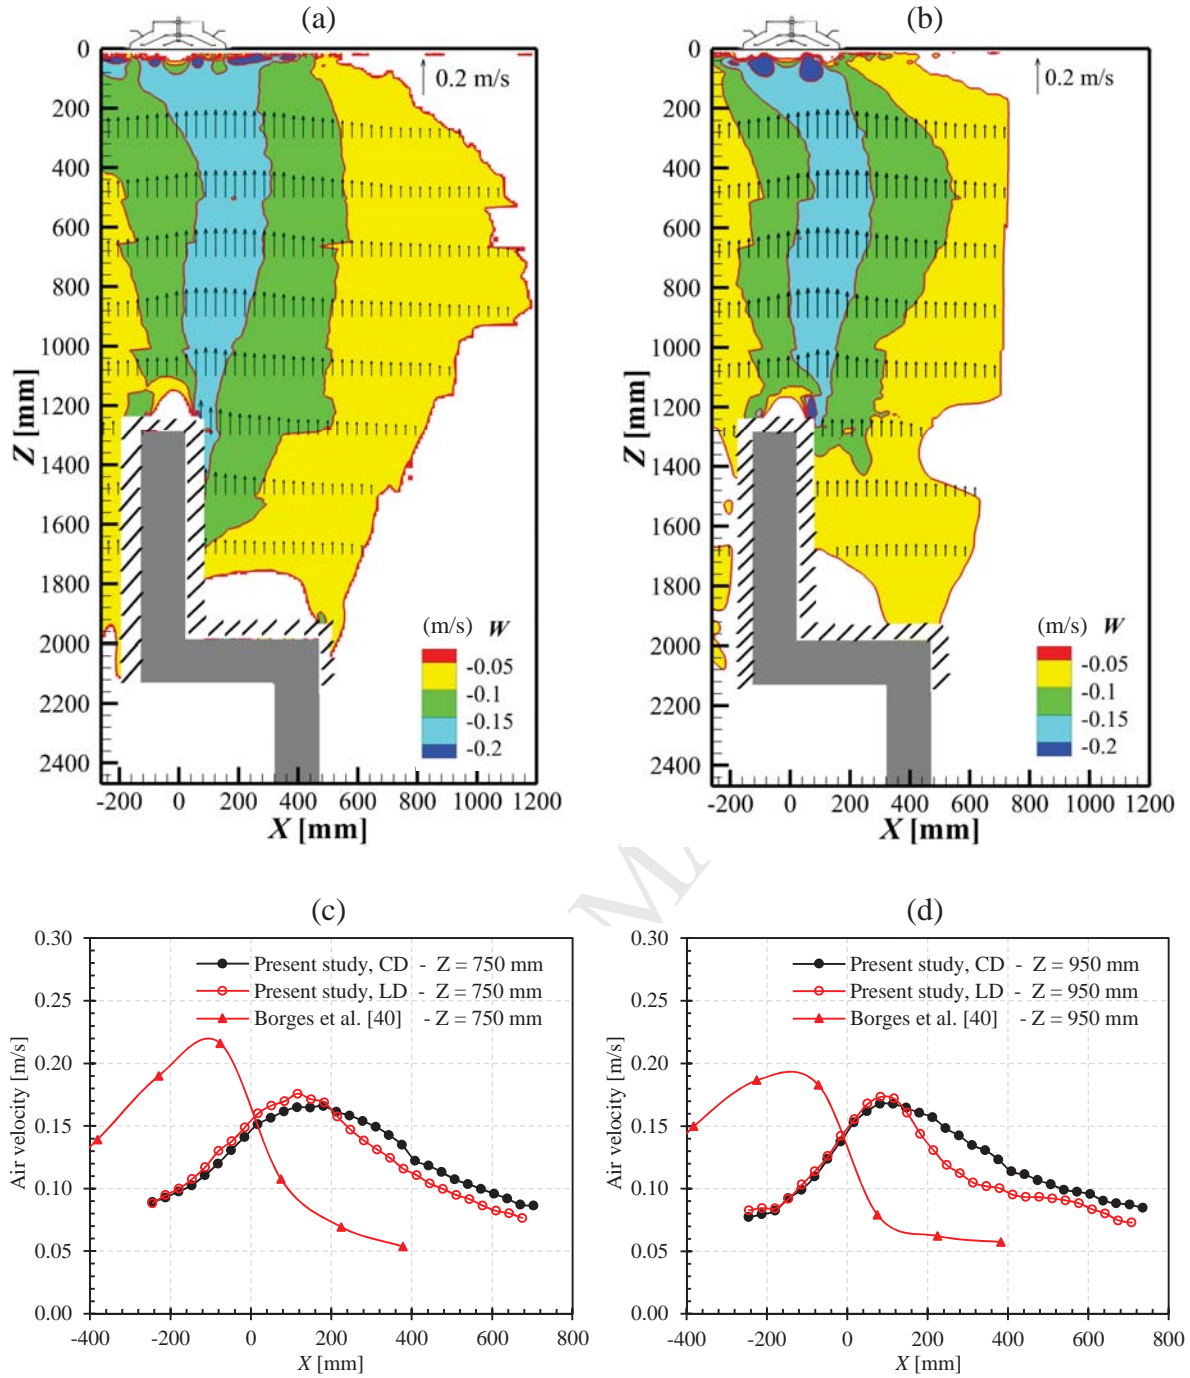 (a)
(b)
0
200
400
600
800
1000
1200
1400
1600
1800
2000
2200
2400
Z [mm]
0.2 m/s
(m/s) W
-0.05
-0.1
-0.15
-0.2
-200 0 200 400 600 800 1000 1200
X [mm]
0
200
400
600
800
1000
1200
1400
1600
1800
2000
2200
2400
Z [mm]
0.2 m/s
(m/s) W
-0.05
-0.1
-0.15
-0.2
-200 0 200 400 600 800 1000 1200
X [mm]
MA
(c)
0.30
0.25
0.20
0.15
0.10
0.05
0.00
Air velocity [m/s]
Present study, CD - Z = 750 mm
Present study, LD - Z = 750 mm
Borges et al. [40] - Z = 750 mm
-400 -200 0 200 400 600 800
X [mm]
(d)
0.30
0.25
0.20
0.15
0.10
0.05
0.00
Air velocity [m/s]
Present study, CD - Z = 950 mm
Present study, LD - Z = 950 mm
Borges et al. [40] - Z = 950 mm
-400 -200 0 200 400 600 800
X [mm]